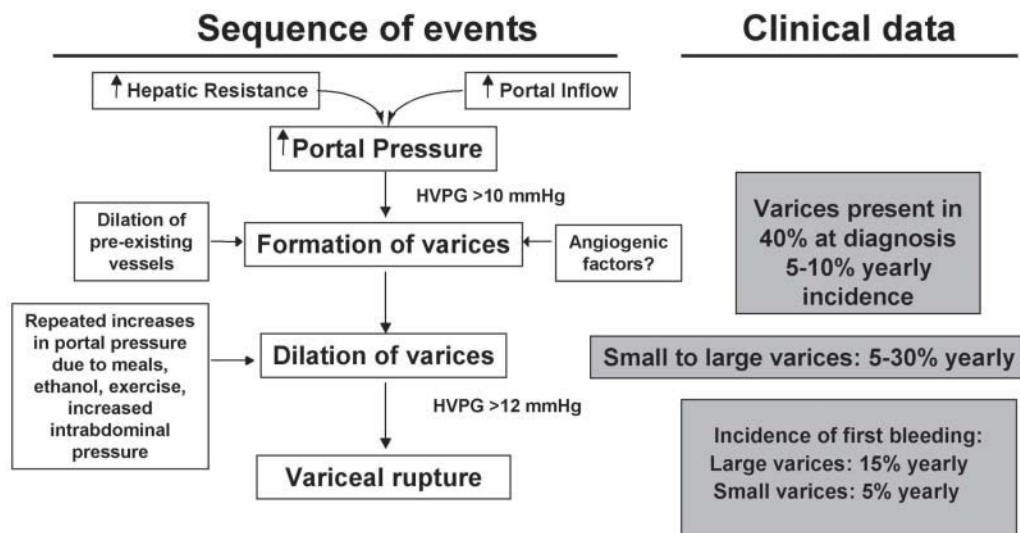 Sequence of events
Clinical data
↑ Hepatic Resistance
↑ Portal Inflow
↑ Portal Pressure
HVPG >10 mmHg
Dilation of
pre-existing
vessels
Formation of varices
Angiogenic
factors?
Varices present in
40% at diagnosis
5-10% yearly
incidence
Repeated increases
in portal pressure
due to meals,
ethanol, exercise,
increased
intrabdominal
pressure
Dilation of varices
Small to large varices: 5-30% yearly
HVPG >12 mmHg
Variceal rupture
Incidence of first bleeding:
Large varices: 15% yearly
Small varices: 5% yearly